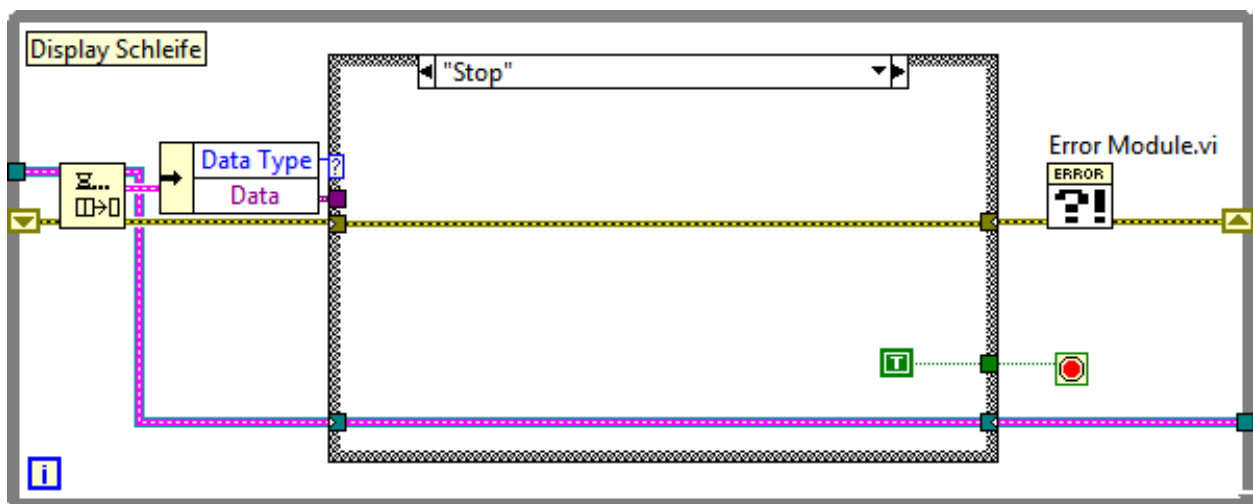 Display Schleife
"Stop"
Data Type
?
Data
Error Module.vi
ERROR
?!
T
i